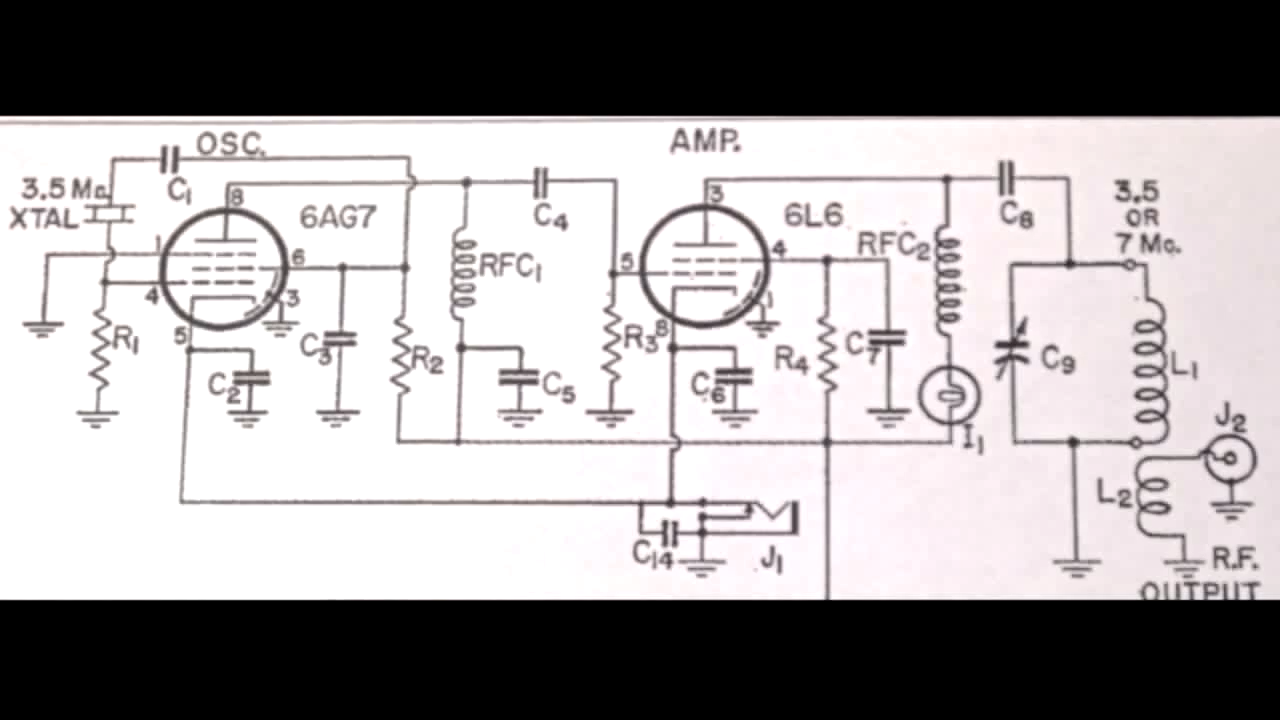 OSC.
AMP.
C1
3.5 Mc.
XTAL
8
6AG7
C4
3
6L6
C8
3.5
OR
7 Mc.
1
6
RFC1
5
4
RFC2
4
3
1
5
R1
C2
C3
R2
C5
R3
8
C6
R4
C7
C9
L1
I1
J2
L2
C14
J1
R.F.
OUTPUT